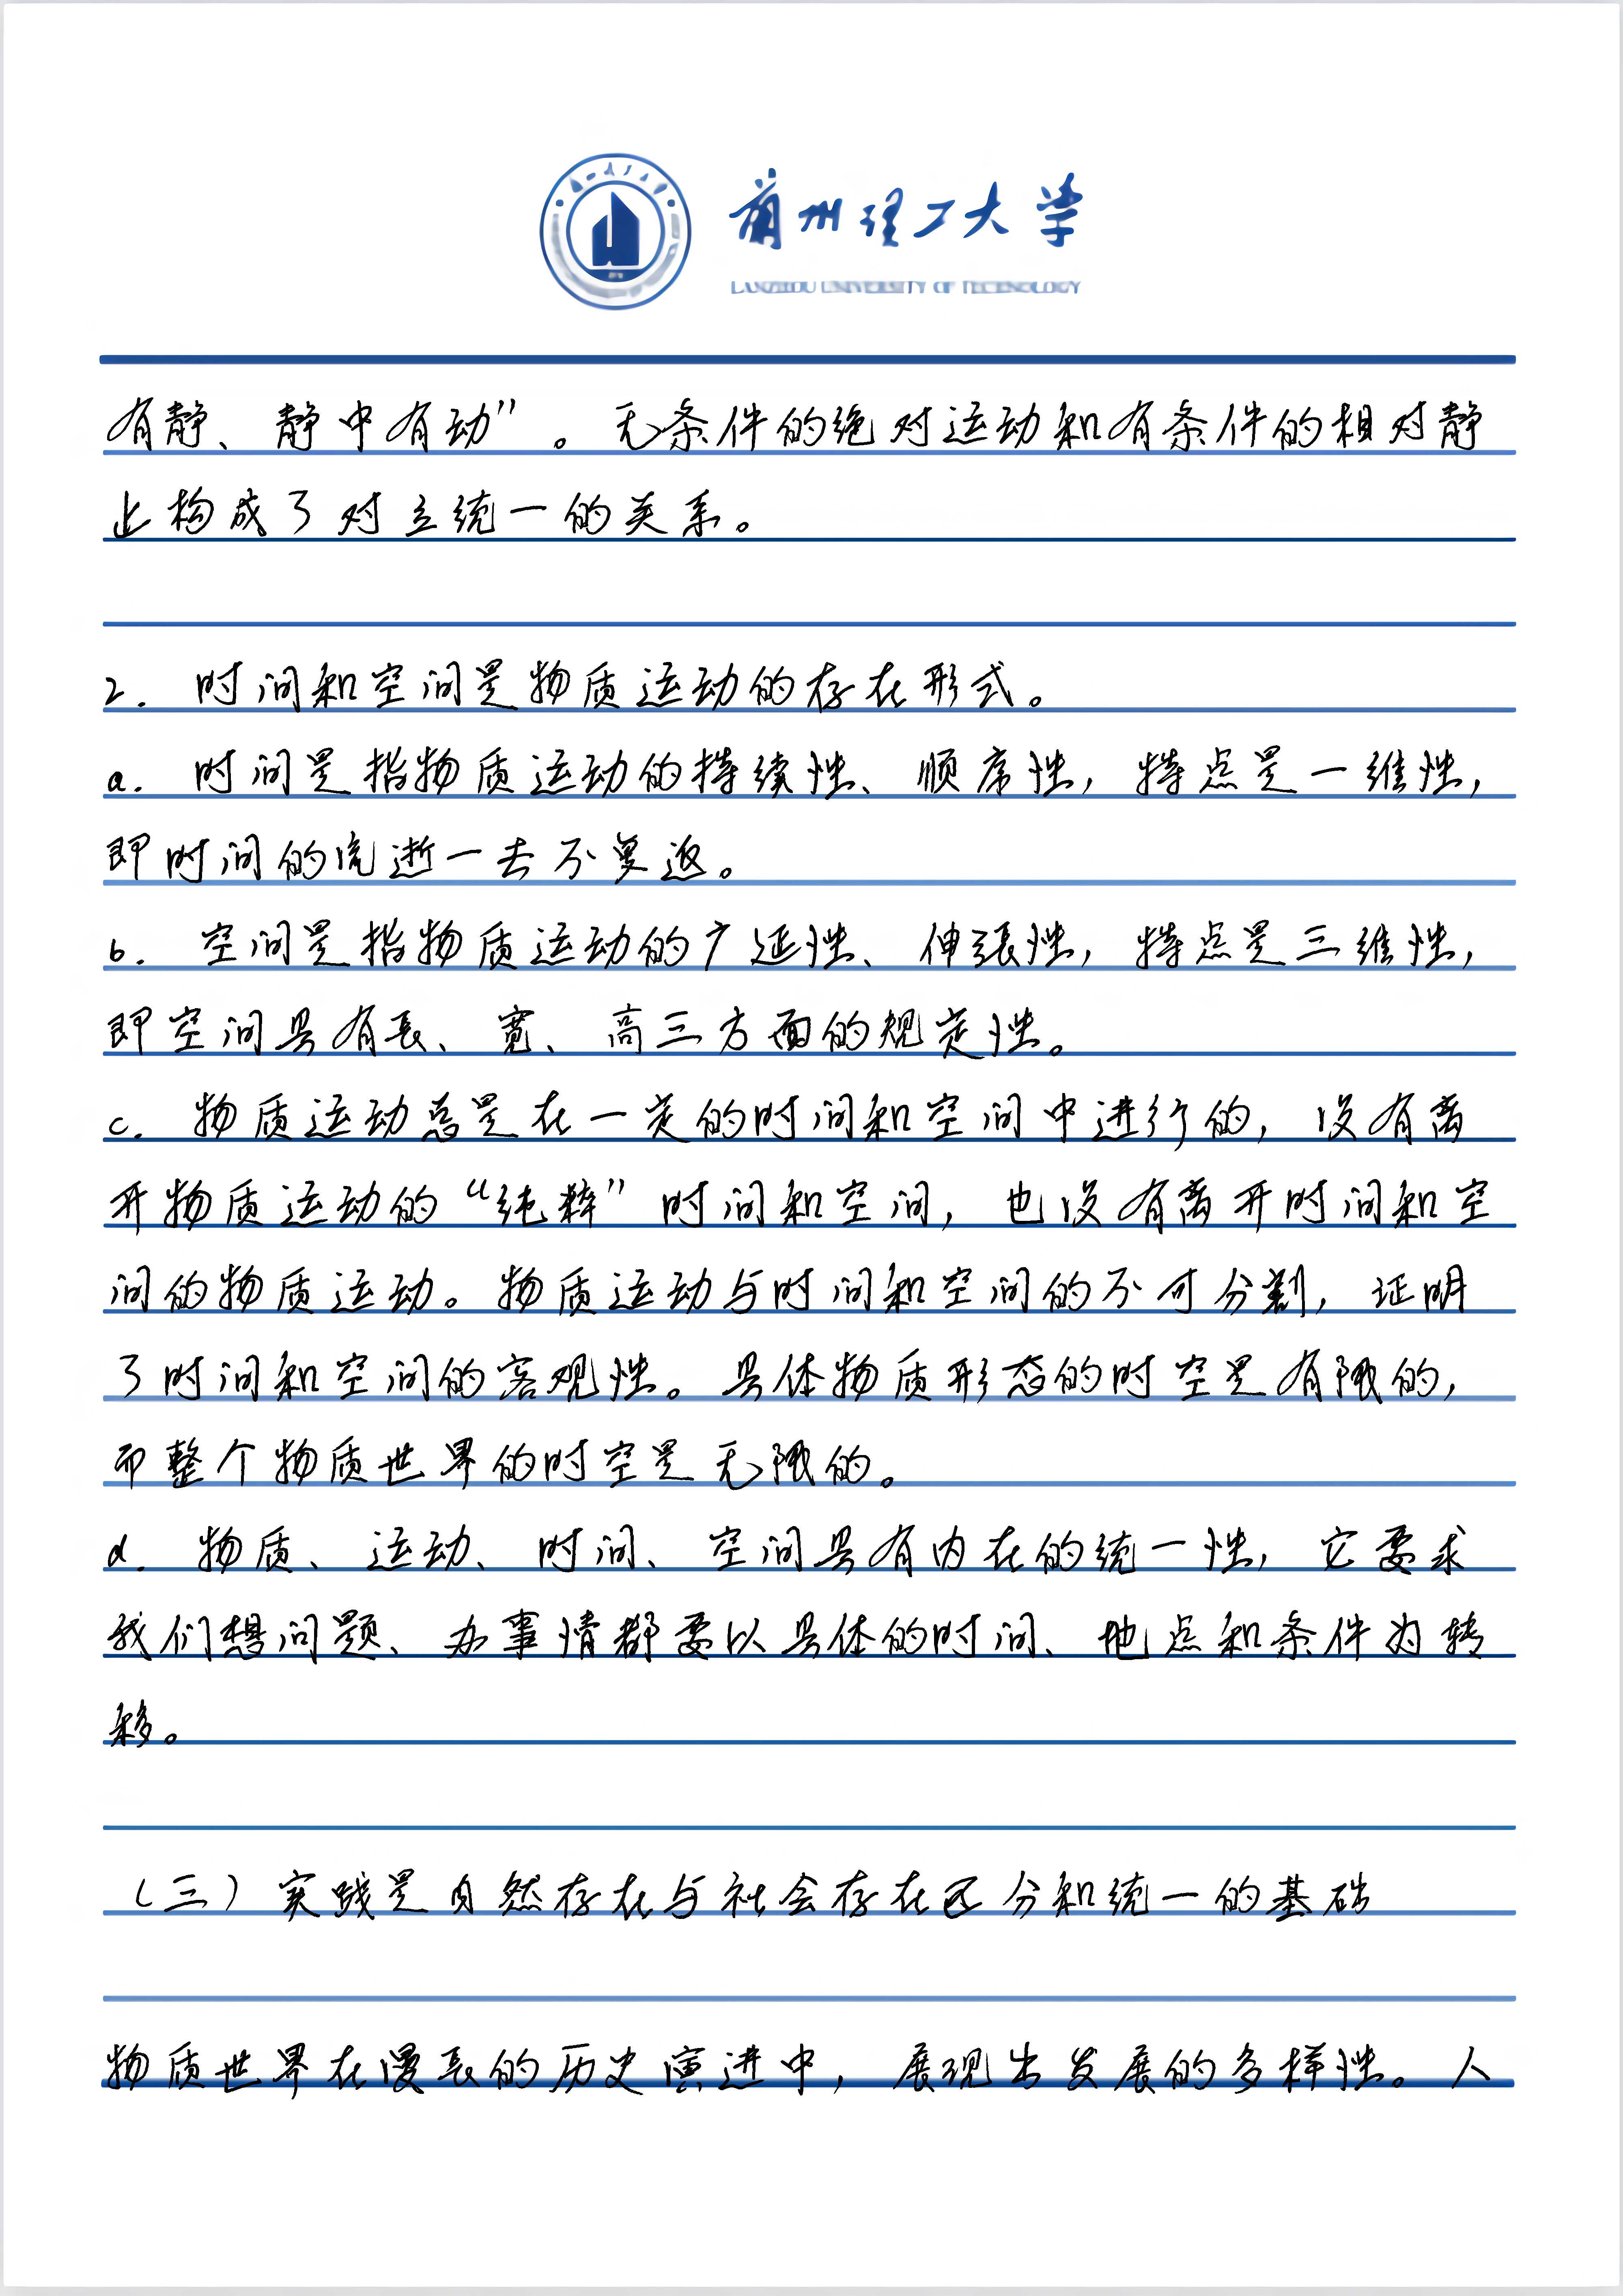 兰州理工大学
LANZHOU UNIVERSITY OF TECHNOLOGY
有静、静中有动”。无条件的绝对运动和有条件的相对静
止构成了对立统一的关系。
2. 时间和空间是物质运动的存在形式。
a. 时间是指物质运动的持续性、顺序性，特点是一维性，
即时间的流逝一去不复返。
b. 空间是指物质运动的广延性、伸张性，特点是三维性，
即空间具有长、宽、高三方面的规定性。
c. 物质运动总是在一定的时间和空间中进行的，没有离
开物质运动的“纯粹”时间和空间，也没有离开时间和空
间的物质运动。物质运动与时间和空间的不可分割，证明
了时间和空间的客观性。具体物质形态的时空是有限的，
而整个物质世界的时空是无限的。
d. 物质、运动、时间、空间具有内在的统一性，它要求
我们想问题、办事情都要以具体的时间、地点和条件为转
移。
（三）实践是自然存在与社会存在区分和统一的基础
物质世界在漫长的历史演进中，展现出发展的多样性。人